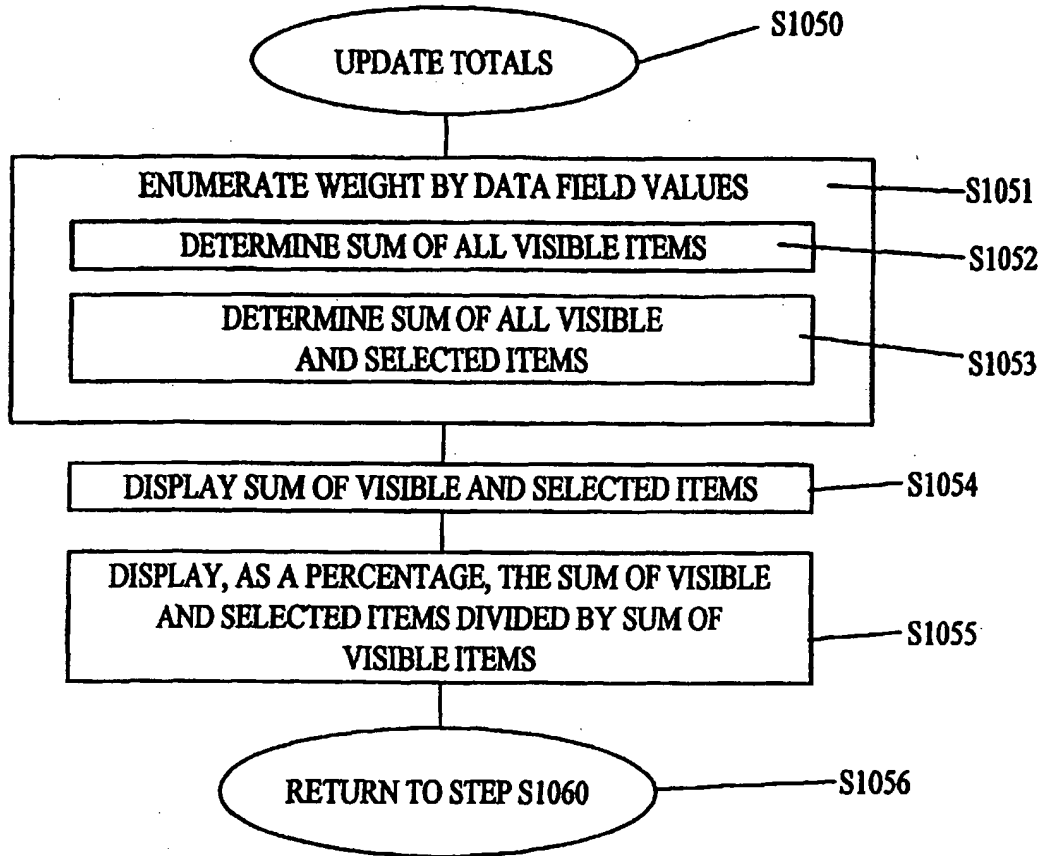 S1050
UPDATE TOTALS
ENUMERATE WEIGHT BY DATA FIELD VALUES
S1051
DETERMINE SUM OF ALL VISIBLE ITEMS
S1052
DETERMINE SUM OF ALL VISIBLE
AND SELECTED ITEMS
S1053
DISPLAY SUM OF VISIBLE AND SELECTED ITEMS
S1054
DISPLAY, AS A PERCENTAGE, THE SUM OF VISIBLE
AND SELECTED ITEMS DIVIDED BY SUM OF
VISIBLE ITEMS
S1055
RETURN TO STEP S1060
S1056